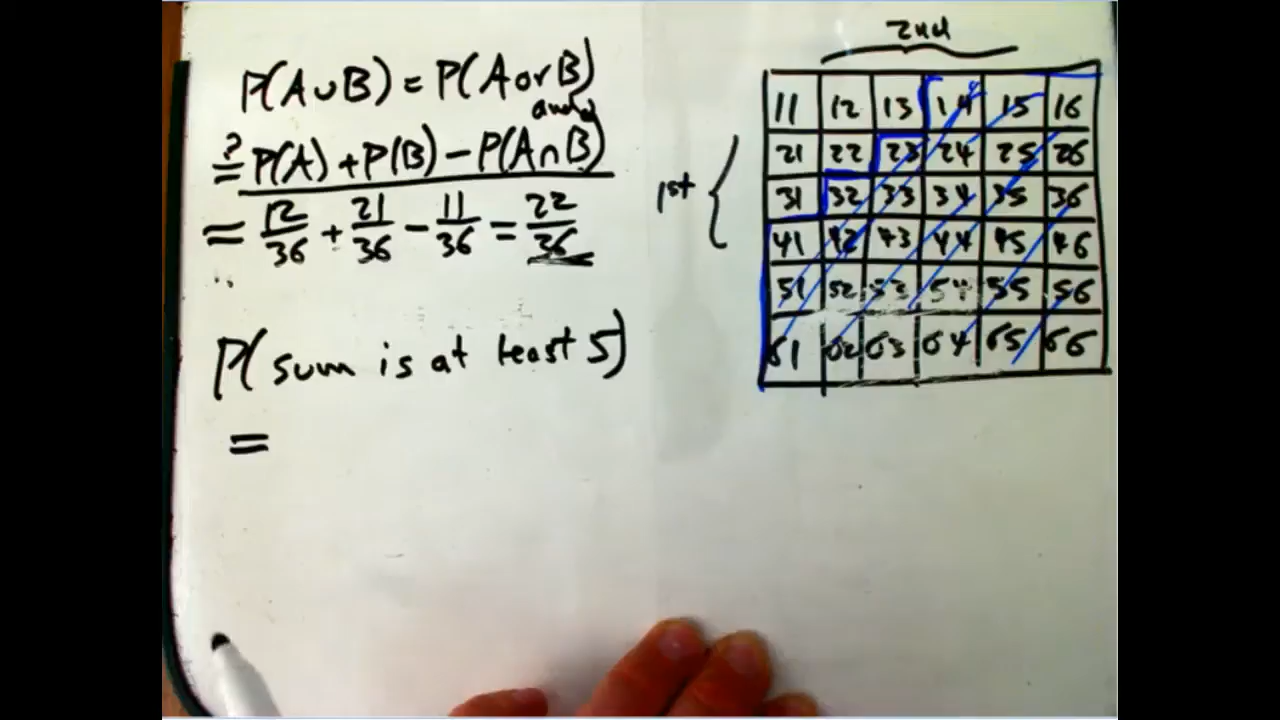 P(A∪B) = P(A or B)
and
≟ P(A) + P(B) − P(A∩B)
= 12/36 + 21/36 − 11/36 = 22/36
P(sum is at least 5)
=
2nd
1st
11 12 13 14 15 16
21 22 23 24 25 26
31 32 33 34 35 36
41 42 43 44 45 46
51 52 53 54 55 56
61 62 63 64 65 66